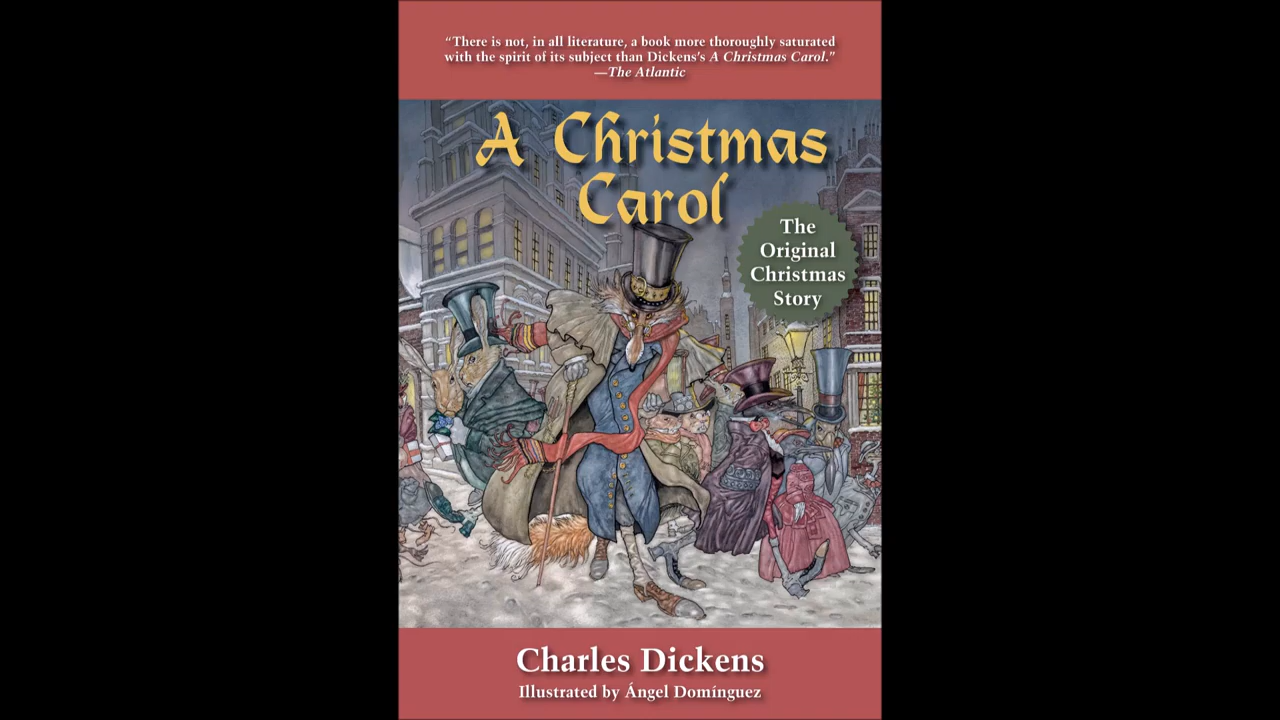 “There is not, in all literature, a book more thoroughly saturated
with the spirit of its subject than Dickens’s A Christmas Carol.”
—The Atlantic
A Christmas
Carol
The
Original
Christmas
Story
Charles Dickens
Illustrated by Ángel Domínguez